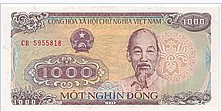 1000 CỘNG HÒA XÃ HỘI CHỦ NGHĨA VIỆT NAM 1000
CR 5955818
1000
MỘT NGHÌN ĐỒNG